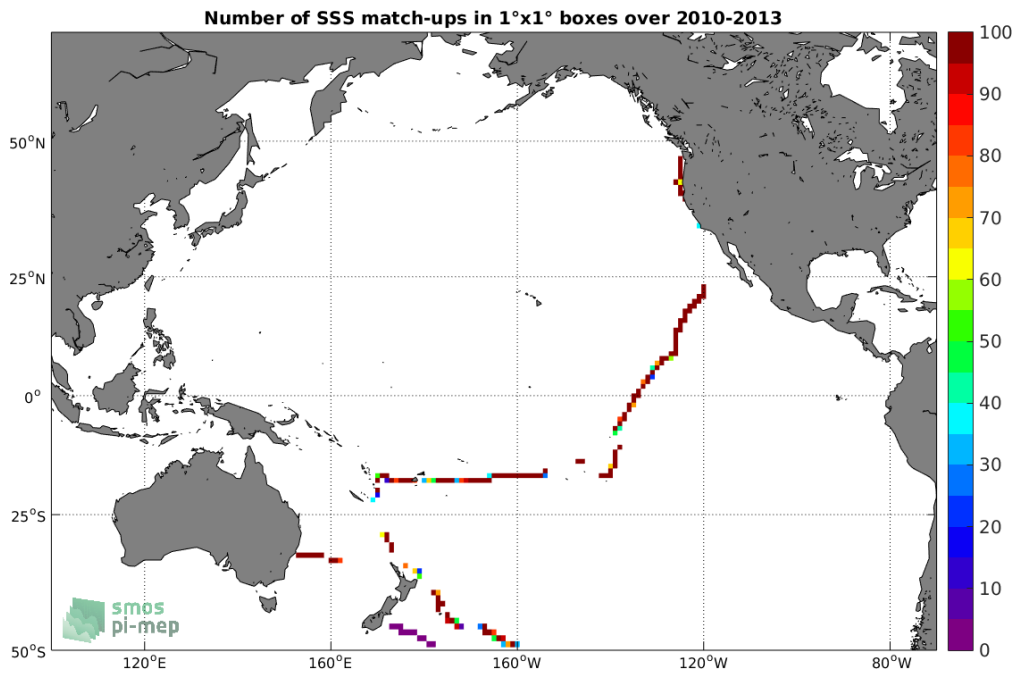 Number of SSS match-ups in 1°x1° boxes over 2010-2013
100
90
80
70
60
50
40
30
20
10
0
50°N
25°N
0°
25°S
50°S
120°E
160°E
160°W
120°W
80°W
smos
pi-mep